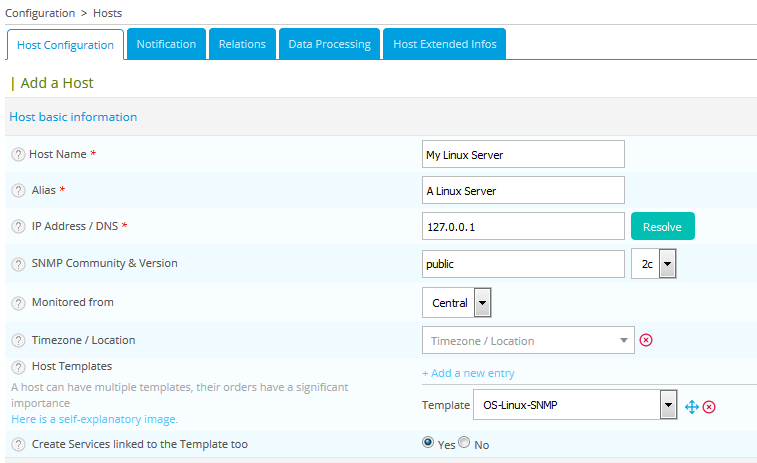 Configuration > Hosts
Host Configuration Notification Relations Data Processing Host Extended Infos
| Add a Host
Host basic information
? Host Name * My Linux Server
? Alias * A Linux Server
? IP Address / DNS * 127.0.0.1 Resolve
? SNMP Community & Version public 2c
? Monitored from Central
? Timezone / Location Timezone / Location
? Host Templates
+ Add a new entry
A host can have multiple templates, their orders have a significant
importance
Template OS-Linux-SNMP
Here is a self-explanatory image.
? Create Services linked to the Template too Yes No